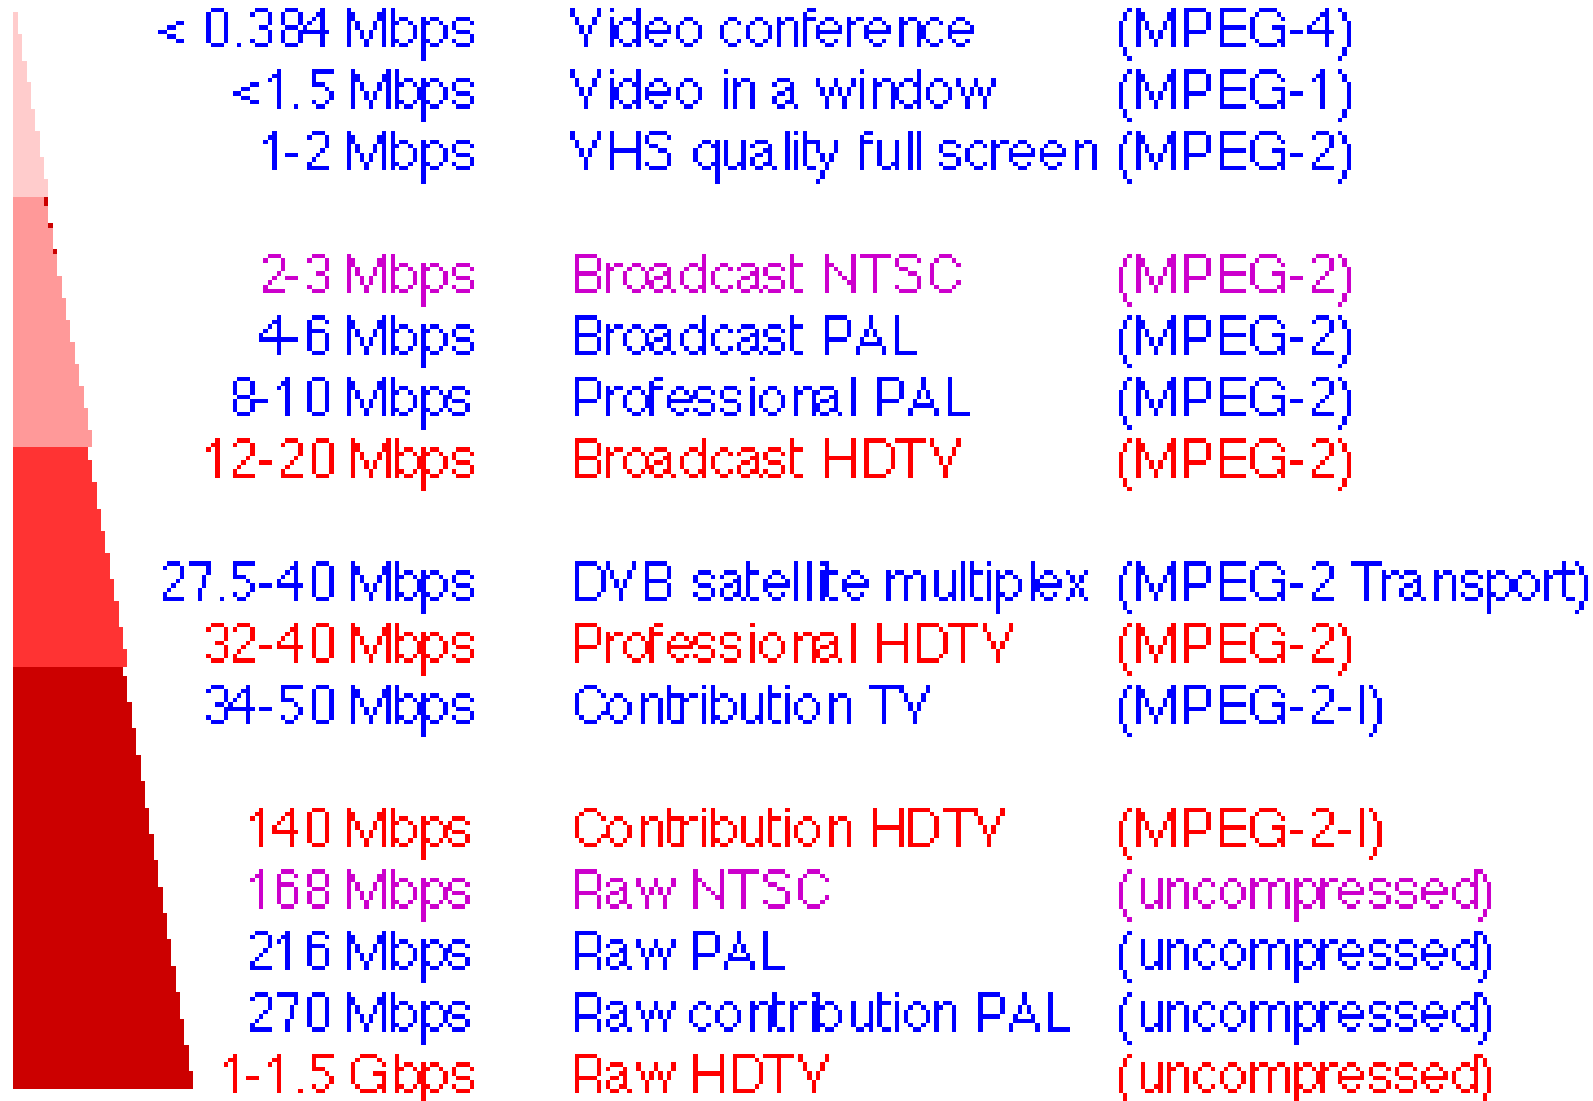 < 0.384 Mbps Video conference (MPEG-4)
<1.5 Mbps Video in a window (MPEG-1)
1-2 Mbps VHS quality full screen (MPEG-2)
2-3 Mbps Broadcast NTSC (MPEG-2)
4-6 Mbps Broadcast PAL (MPEG-2)
8-10 Mbps Professional PAL (MPEG-2)
12-20 Mbps Broadcast HDTV (MPEG-2)
27.5-40 Mbps DVB satellite multiplex (MPEG-2 Transport)
32-40 Mbps Professional HDTV (MPEG-2)
34-50 Mbps Contribution TV (MPEG-2-I)
140 Mbps Contribution HDTV (MPEG-2-I)
168 Mbps Raw NTSC (uncompressed)
216 Mbps Raw PAL (uncompressed)
270 Mbps Raw contribution PAL (uncompressed)
1-1.5 Gbps Raw HDTV (uncompressed)